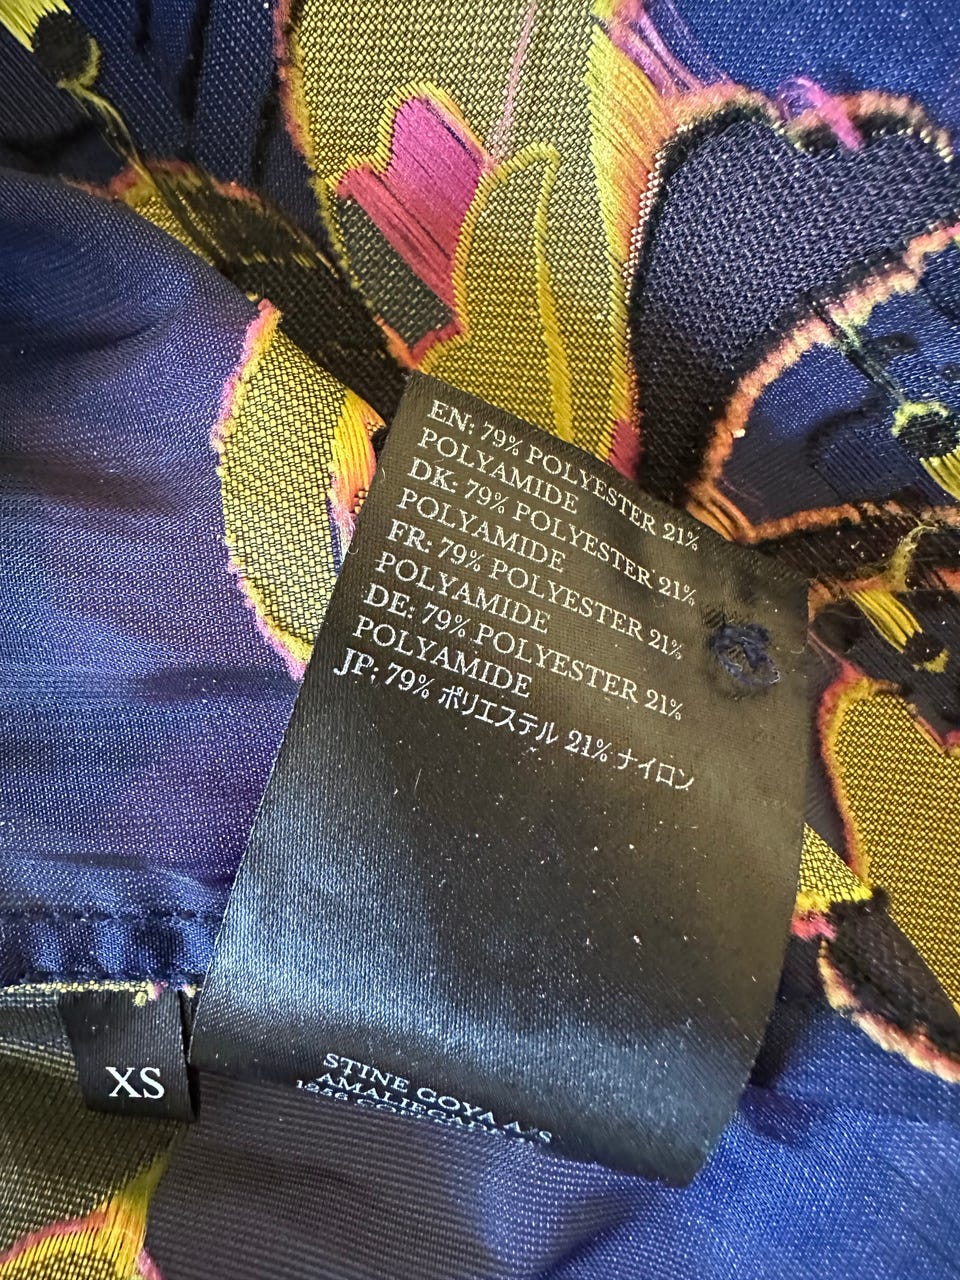 EN: 79% POLYESTER 21%
POLYAMIDE
DK: 79% POLYESTER 21%
POLYAMIDE
FR: 79% POLYESTER 21%
POLYAMIDE
DE: 79% POLYESTER 21%
POLYAMIDE
JP: 79% ポリエステル 21% ナイロン
STINE GOYA A/S
XS